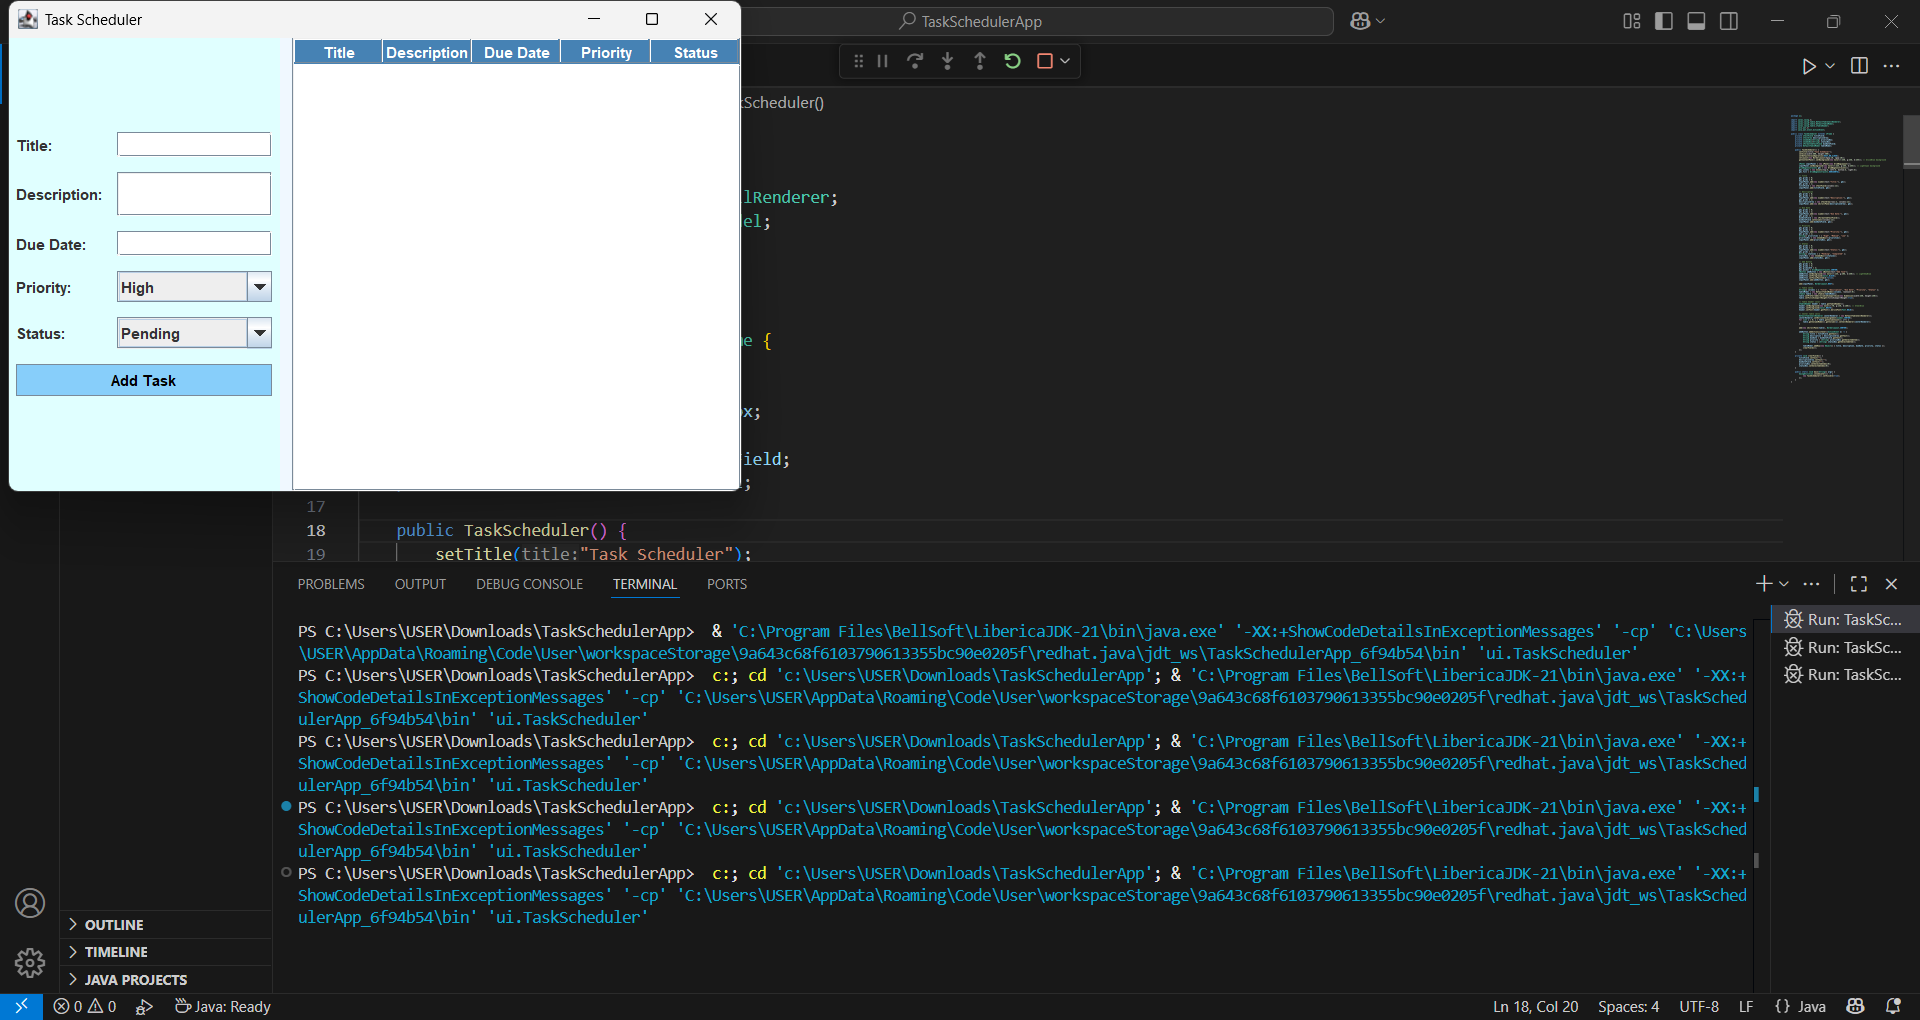 Task Scheduler
Title Description Due Date Priority Status
Title:
Description:
Due Date:
Priority: High
Status: Pending
Add Task
TaskSchedulerApp
Scheduler()
lRenderer;
el;
e {
x;
ield;
;
17
18 public TaskScheduler() {
19 setTitle(title:"Task Scheduler");
PROBLEMS OUTPUT DEBUG CONSOLE TERMINAL PORTS
PS C:\Users\USER\Downloads\TaskSchedulerApp> & 'C:\Program Files\BellSoft\LibericaJDK-21\bin\java.exe' '-XX:+ShowCodeDetailsInExceptionMessages' '-cp' 'C:\Users
\USER\AppData\Roaming\Code\User\workspaceStorage\9a643c68f6103790613355bc90e0205f\redhat.java\jdt_ws\TaskSchedulerApp_6f94b54\bin' 'ui.TaskScheduler'
PS C:\Users\USER\Downloads\TaskSchedulerApp> c:; cd 'c:\Users\USER\Downloads\TaskSchedulerApp'; & 'C:\Program Files\BellSoft\LibericaJDK-21\bin\java.exe' '-XX:+
ShowCodeDetailsInExceptionMessages' '-cp' 'C:\Users\USER\AppData\Roaming\Code\User\workspaceStorage\9a643c68f6103790613355bc90e0205f\redhat.java\jdt_ws\TaskSched
ulerApp_6f94b54\bin' 'ui.TaskScheduler'
PS C:\Users\USER\Downloads\TaskSchedulerApp> c:; cd 'c:\Users\USER\Downloads\TaskSchedulerApp'; & 'C:\Program Files\BellSoft\LibericaJDK-21\bin\java.exe' '-XX:+
ShowCodeDetailsInExceptionMessages' '-cp' 'C:\Users\USER\AppData\Roaming\Code\User\workspaceStorage\9a643c68f6103790613355bc90e0205f\redhat.java\jdt_ws\TaskSched
ulerApp_6f94b54\bin' 'ui.TaskScheduler'
PS C:\Users\USER\Downloads\TaskSchedulerApp> c:; cd 'c:\Users\USER\Downloads\TaskSchedulerApp'; & 'C:\Program Files\BellSoft\LibericaJDK-21\bin\java.exe' '-XX:+
ShowCodeDetailsInExceptionMessages' '-cp' 'C:\Users\USER\AppData\Roaming\Code\User\workspaceStorage\9a643c68f6103790613355bc90e0205f\redhat.java\jdt_ws\TaskSched
ulerApp_6f94b54\bin' 'ui.TaskScheduler'
PS C:\Users\USER\Downloads\TaskSchedulerApp> c:; cd 'c:\Users\USER\Downloads\TaskSchedulerApp'; & 'C:\Program Files\BellSoft\LibericaJDK-21\bin\java.exe' '-XX:+
ShowCodeDetailsInExceptionMessages' '-cp' 'C:\Users\USER\AppData\Roaming\Code\User\workspaceStorage\9a643c68f6103790613355bc90e0205f\redhat.java\jdt_ws\TaskSched
ulerApp_6f94b54\bin' 'ui.TaskScheduler'
Run: TaskSc...
Run: TaskSc...
Run: TaskSc...
OUTLINE
TIMELINE
JAVA PROJECTS
0 0 Java: Ready Ln 18, Col 20 Spaces: 4 UTF-8 LF {} Java